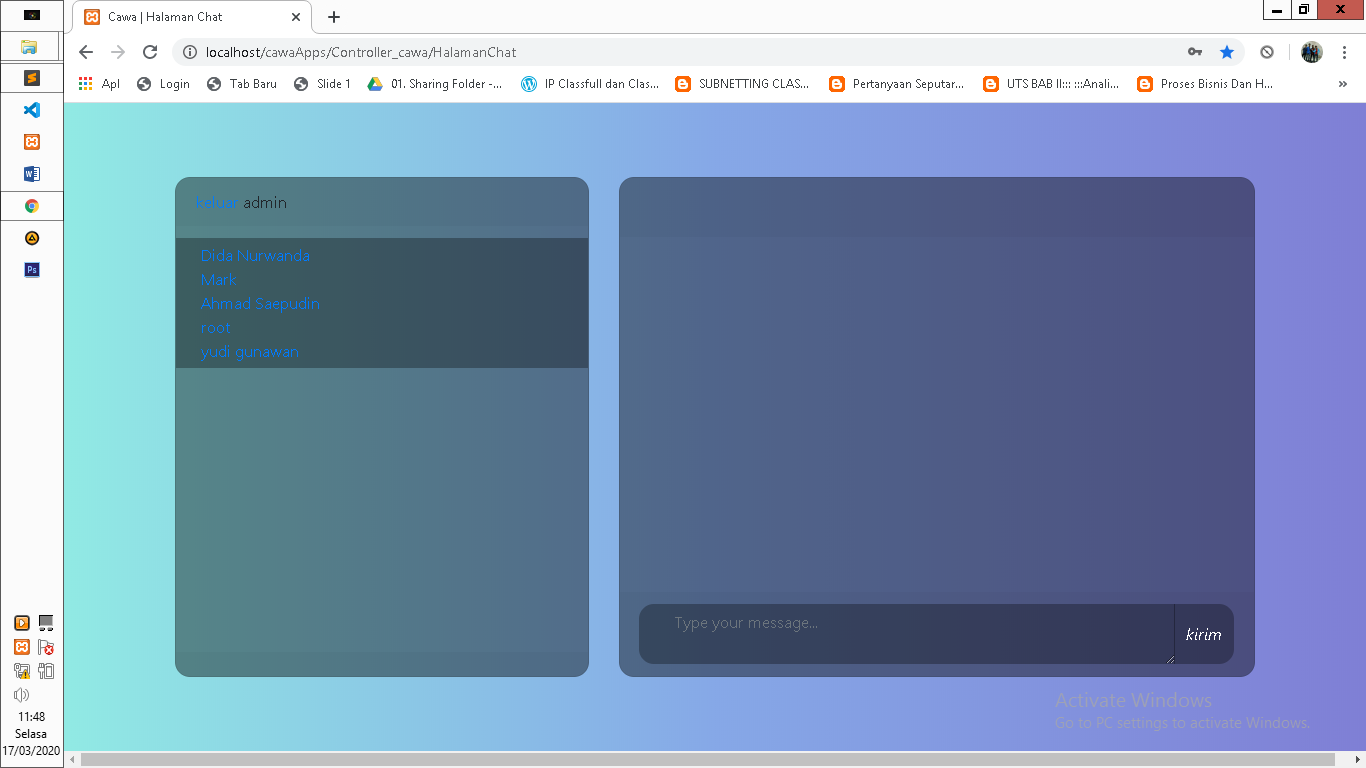 Cawa | Halaman Chat
localhost/cawaApps/Controller_cawa/HalamanChat
Apl Login Tab Baru Slide 1 01. Sharing Folder -... IP Classfull dan Clas... SUBNETTING CLAS... Pertanyaan Seputar... UTS BAB II::: :::Anali... Proses Bisnis Dan H... »
keluar admin
Dida Nurwanda
Mark
Ahmad Saepudin
root
yudi gunawan
Type your message...
kirim
Activate Windows
Go to PC settings to activate Windows.
Ps
11:48
Selasa
17/03/2020